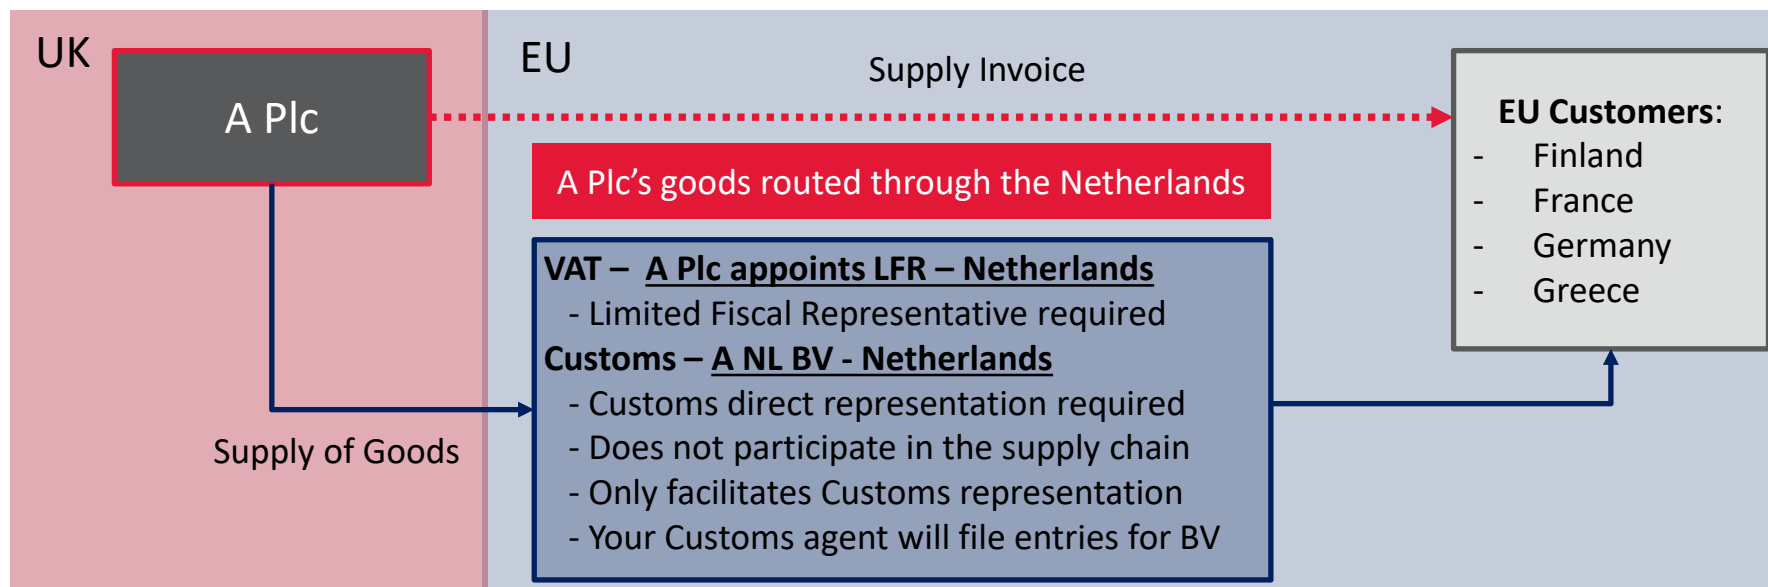 UK
A Plc
Supply of Goods
EU
Supply Invoice
A Plc’s goods routed through the Netherlands
VAT – A Plc appoints LFR – Netherlands
- Limited Fiscal Representative required
Customs – A NL BV - Netherlands
- Customs direct representation required
- Does not participate in the supply chain
- Only facilitates Customs representation
- Your Customs agent will file entries for BV
EU Customers:
- Finland
- France
- Germany
- Greece